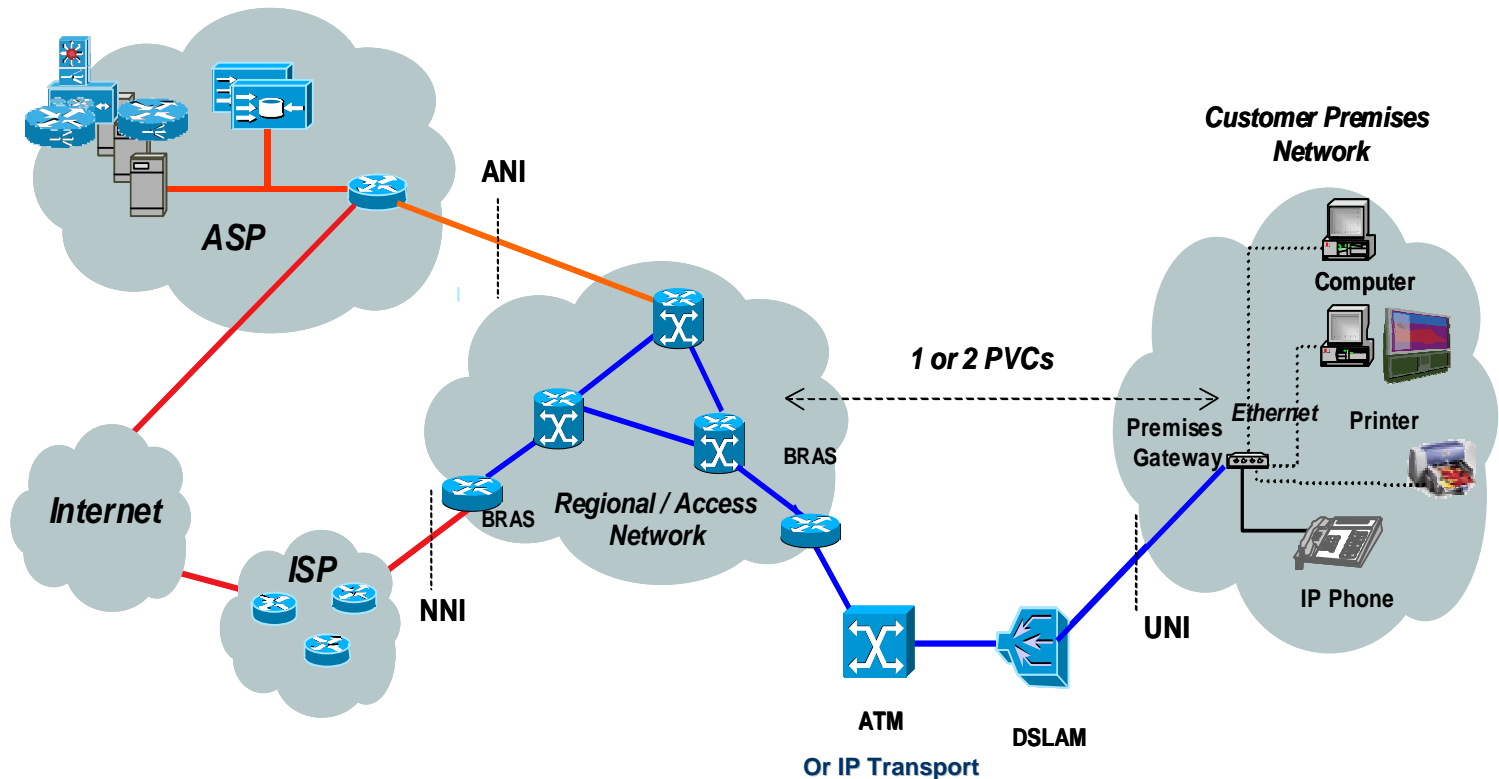 Customer Premises
Network
ANI
ASP
Computer
1 or 2 PVCs
Ethernet
Printer
Premises
Gateway
BRAS
Internet
BRAS
Regional / Access
Network
ISP
NNI
IP Phone
UNI
ATM
DSLAM
Or IP Transport